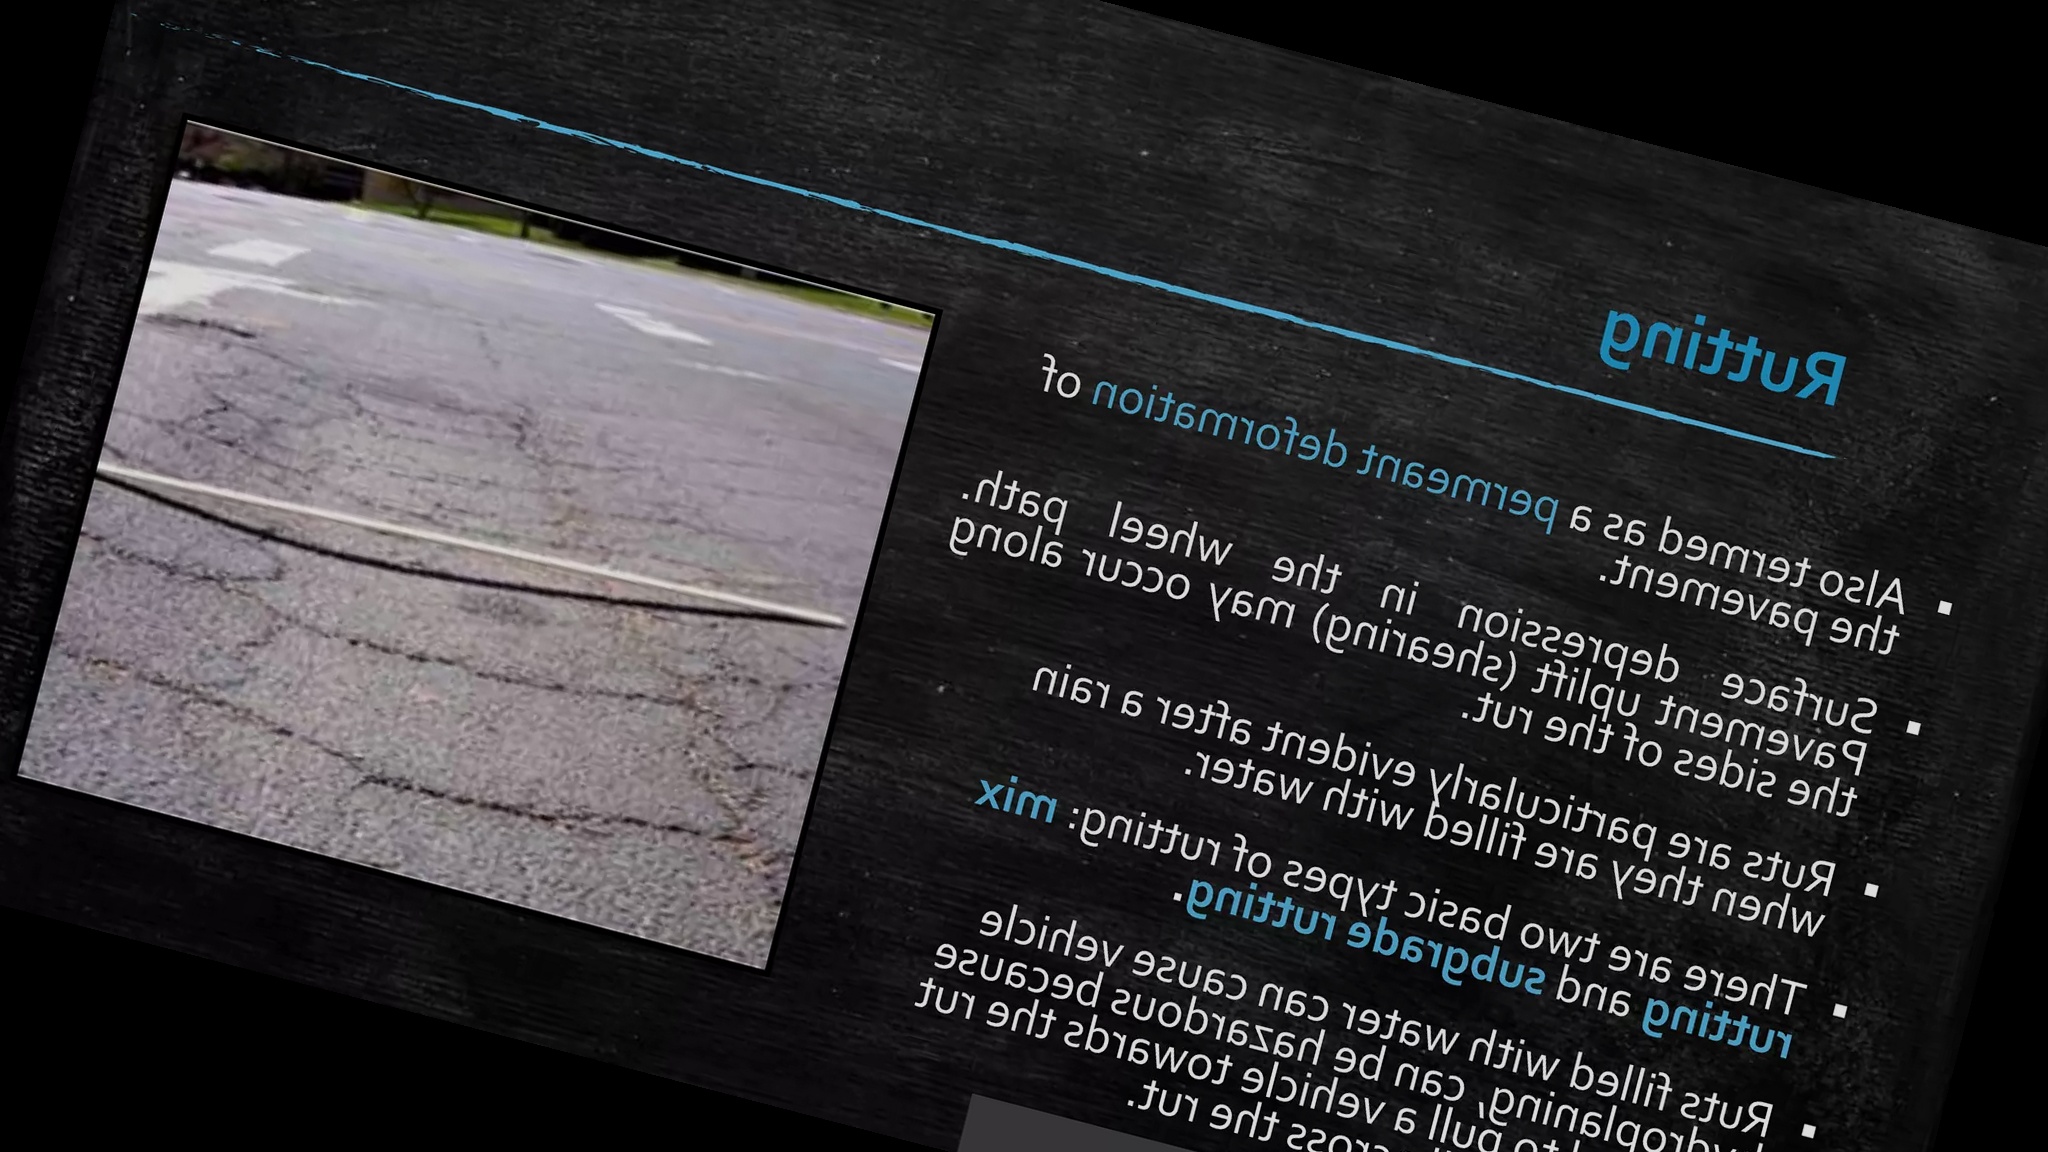 Rutting
Also termed as a permeant deformation of
the pavement.
Surface depression in the wheel path.
Pavement uplift (shearing) may occur along
the sides of the rut.
Ruts are particularly evident after a rain
when they are filled with water.
There are two basic types of rutting: mix
rutting and subgrade rutting.
Ruts filled with water can cause vehicle
hydroplaning, can be hazardous because
to pull a vehicle towards the rut
across the rut.